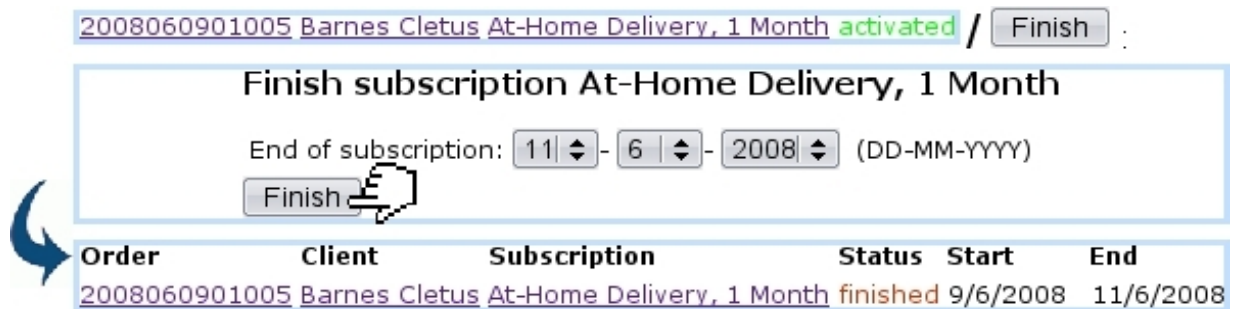 2008060901005 Barnes Cletus At-Home Delivery, 1 Month activated / Finish :
Finish subscription At-Home Delivery, 1 Month
End of subscription: 11 - 6 - 2008 (DD-MM-YYYY)
Finish
Order Client Subscription Status Start End
2008060901005 Barnes Cletus At-Home Delivery, 1 Month finished 9/6/2008 11/6/2008